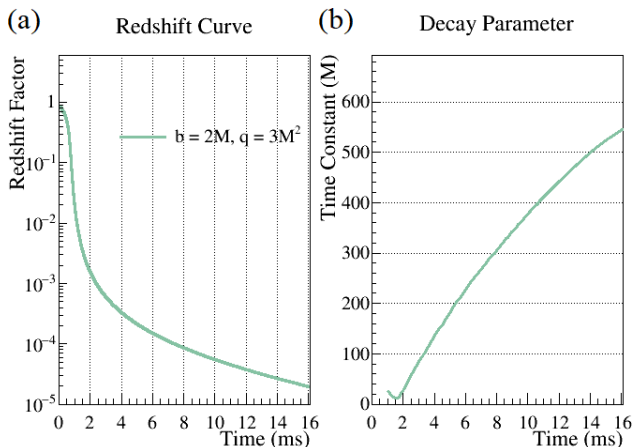 (a)
Redshift Curve
Redshift Factor
1
10⁻¹
10⁻²
10⁻³
10⁻⁴
10⁻⁵
b = 2M, q = 3M²
0 2 4 6 8 10 12 14 16
Time (ms)
(b)
Decay Parameter
Time Constant (M)
600
500
400
300
200
100
0
0 2 4 6 8 10 12 14 16
Time (ms)